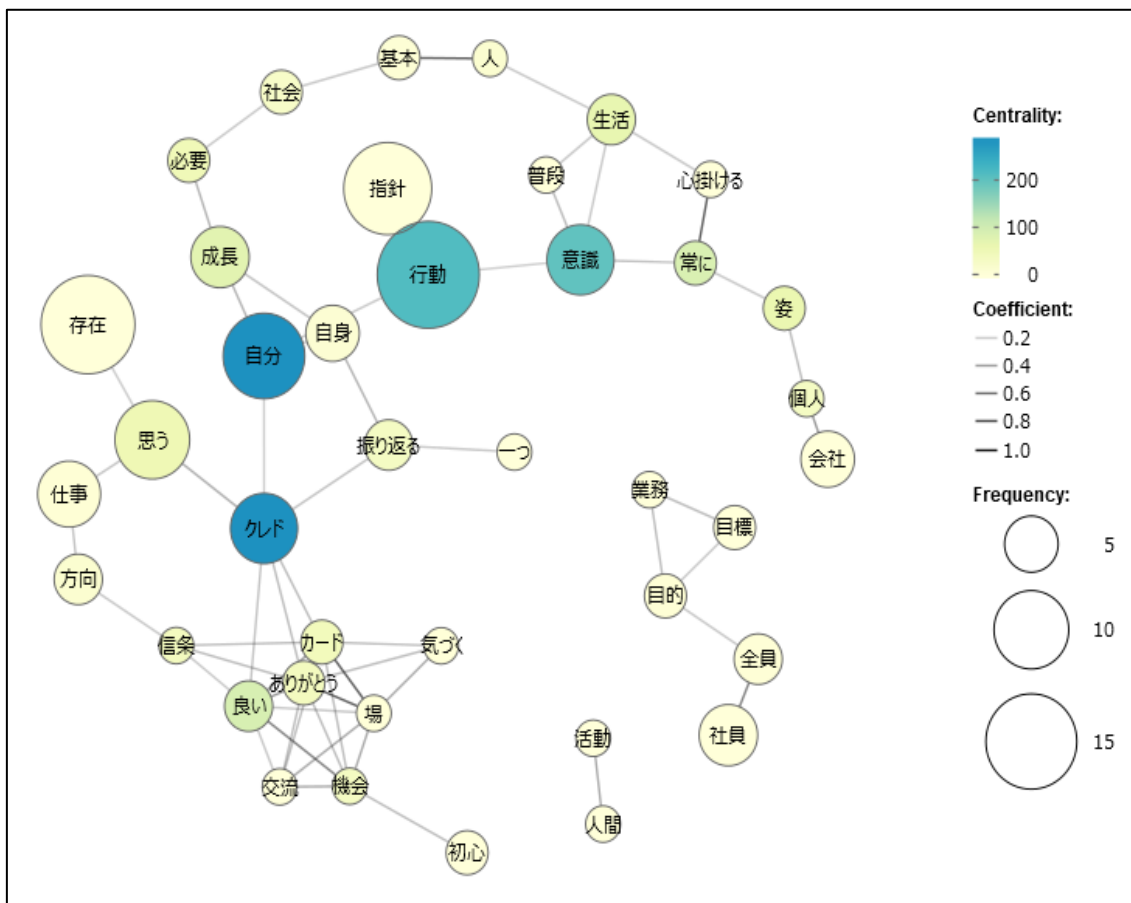 基本
人
社会
生活
必要
普段
心掛ける
指針
成長
行動
意識
常に
存在
自分
自身
姿
思う
振り返る
一つ
個人
会社
仕事
クレド
業務
目標
方向
目的
信条
カード
気づく
ありがとう
全員
良い
場
社員
交流
機会
活動
人間
初心
Centrality:
200
100
0
Coefficient:
0.2
0.4
0.6
0.8
1.0
Frequency:
5
10
15